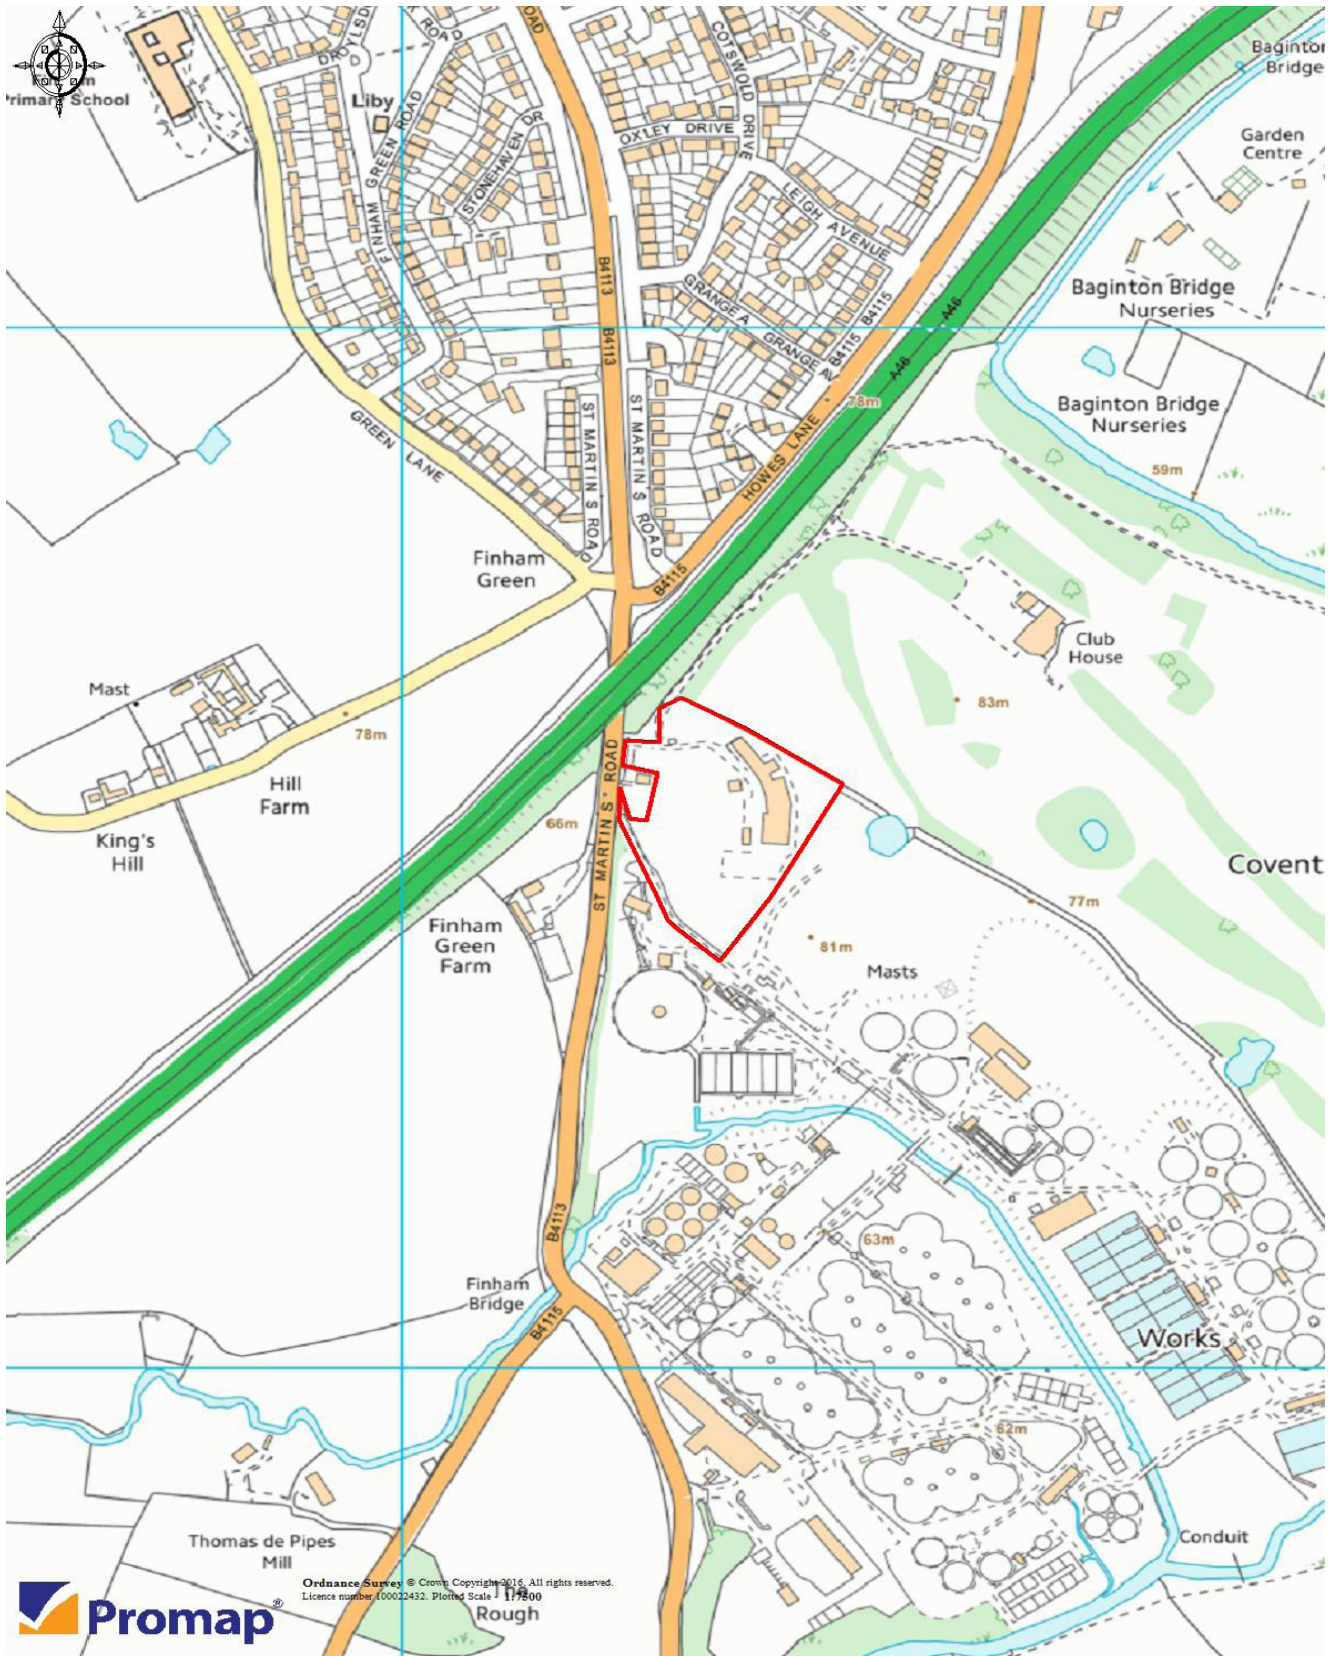 ROAD
ROAD
DROYLSD
COTSWOLD DRIVE
Baginton
Bridge
Primary School
Liby
FINHAM GREEN ROAD
STONEHAVEN DR
OXLEY DRIVE
Garden
Centre
LEIGH AVENUE
B4113
GRANGE A
B4115
Baginton Bridge
Nurseries
A46
B4113
GRANGE AV
B4115
A46
78m
ST MARTIN'S ROA
ST MARTIN'S ROAD
Baginton Bridge
Nurseries
GREEN LANE
HOWES LANE
59m
Finham
Green
B4115
Club
House
Mast
83m
78m
ST MARTIN'S ROAD
Hill
Farm
66m
King's
Hill
Covent
77m
Finham
Green
Farm
81m
Masts
B4113
63m
Finham
Bridge
B4115
Works
62m
Thomas de Pipes
Mill
Conduit
Ordnance Survey © Crown Copyright 2016. All rights reserved.
Licence number 100022432. Plotted Scale - 1:7500
The
Rough
Promap®